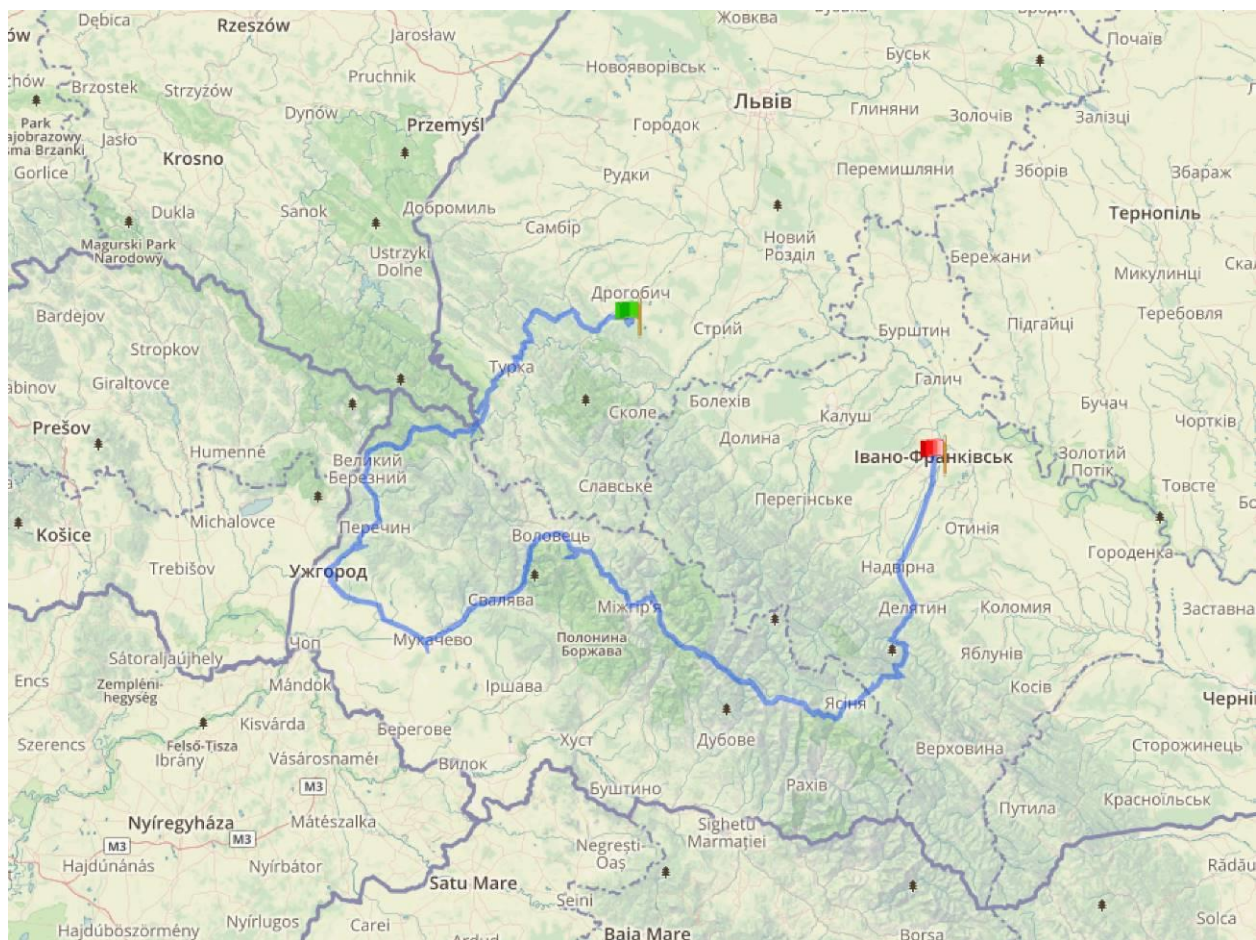 Dębica
Rzeszów
Жовква
Почаїв
Jarosław
Новояворівськ
Буськ
Brzostek
Strzyżów
Pruchnik
Львів
Глиняни
Золочів
Залізці
Dynów
Przemyśl
Городок
Park
Jasło
Gorlice
Krosno
Рудки
Перемишляни
Зборів
Збараж
Dukla
Sanok
Добромиль
Самбір
Тернопіль
Magurski Park
Narodowy
Ustrzyki
Dolne
Новий
Розділ
Бережани
Микулинці
Bardejov
Дрогобич
Стрий
Бурштин
Підгайці
Теребовля
Stropkov
Giraltovce
Турка
Галич
Prešov
Сколе
Болехів
Калуш
Бучач
Чортків
Humenné
Великий
Березний
Долина
Івано-Франківськ
Золотий
Потік
Славське
Перегінське
Товсте
Košice
Michalovce
Перечин
Воловець
Отинія
Городенка
Trebišov
Ужгород
Надвірна
Свалява
Міжгір'я
Делятин
Коломия
Заставна
Чоп
Мукачево
Полонина
Боржава
Яблунів
Sátoraljaújhely
Encs
Zempléni-
hegység
Mándok
Іршава
Ясіня
Косів
Szerencs
Kisvárda
Felső-Tisza
Ibrány
Vásárosnamé
Берегове
Вилок
Хуст
Дубове
Верховина
Сторожинець
M3
Буштино
Рахів
Путила
Красноїльськ
Nyíregyháza
M3
M3
Mátészalka
Negrești-
Oaș
Sighetu
Marmației
Hajdúnánás
Nyírbátor
Satu Mare
Seini
Hajdúböszörmény
Nyírlugos
Carei
Baia Mare
Borșa
Solca